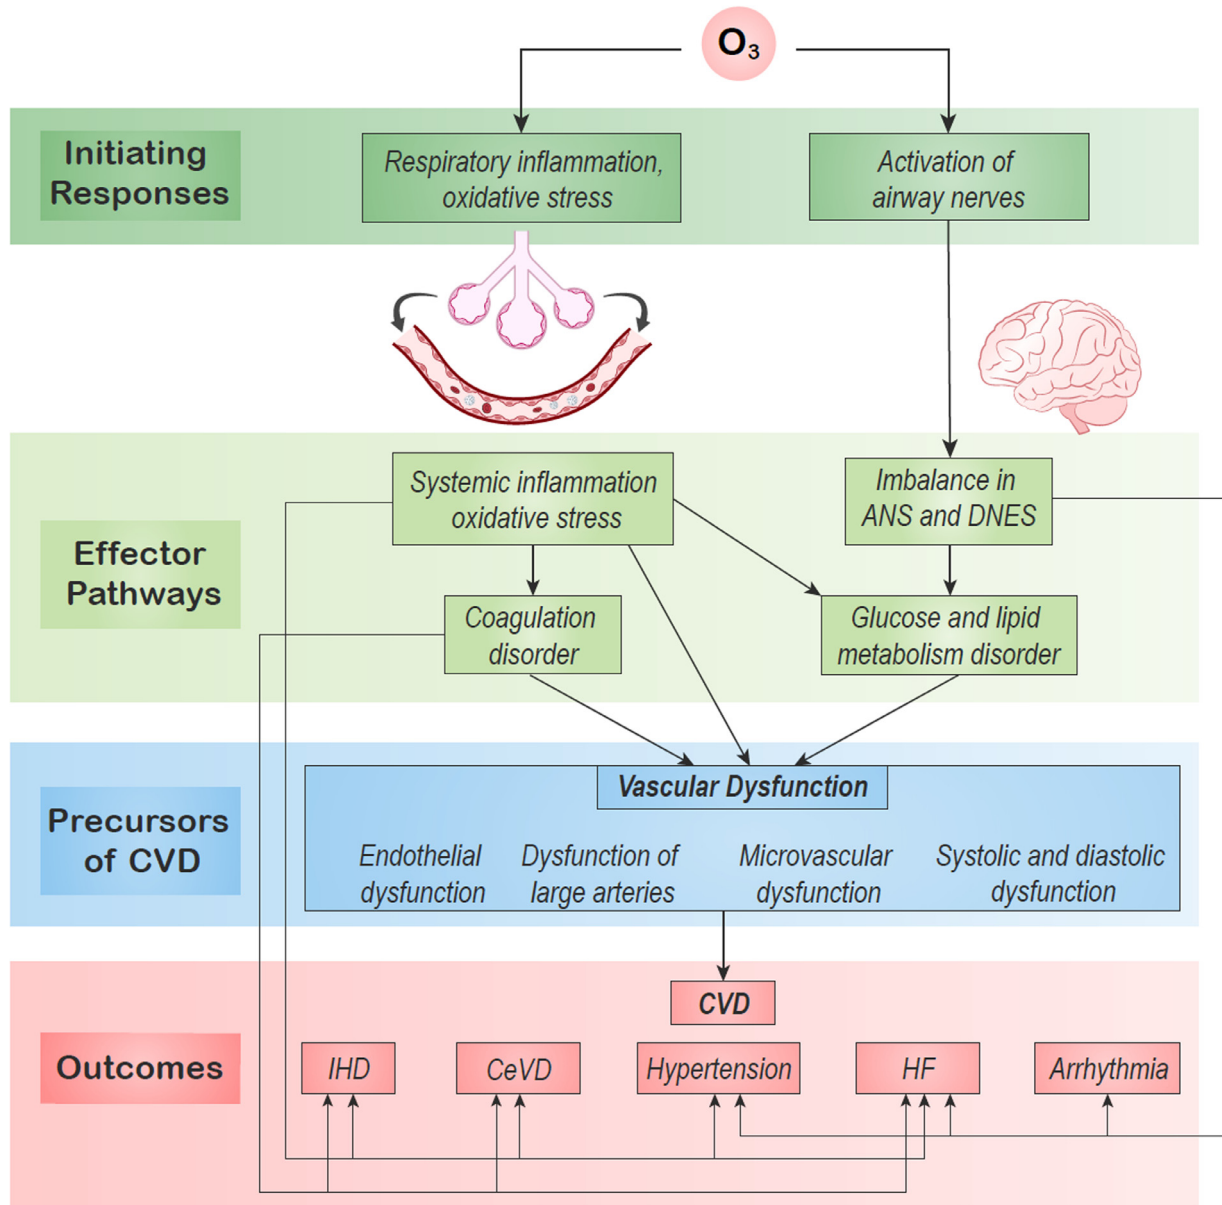 O3
Initiating
Responses
Respiratory inflammation,
oxidative stress
Activation of
airway nerves
Effector
Pathways
Systemic inflammation
oxidative stress
Imbalance in
ANS and DNES
Coagulation
disorder
Glucose and lipid
metabolism disorder
Precursors
of CVD
Vascular Dysfunction
Endothelial
dysfunction
Dysfunction of
large arteries
Microvascular
dysfunction
Systolic and diastolic
dysfunction
Outcomes
CVD
IHD
CeVD
Hypertension
HF
Arrhythmia